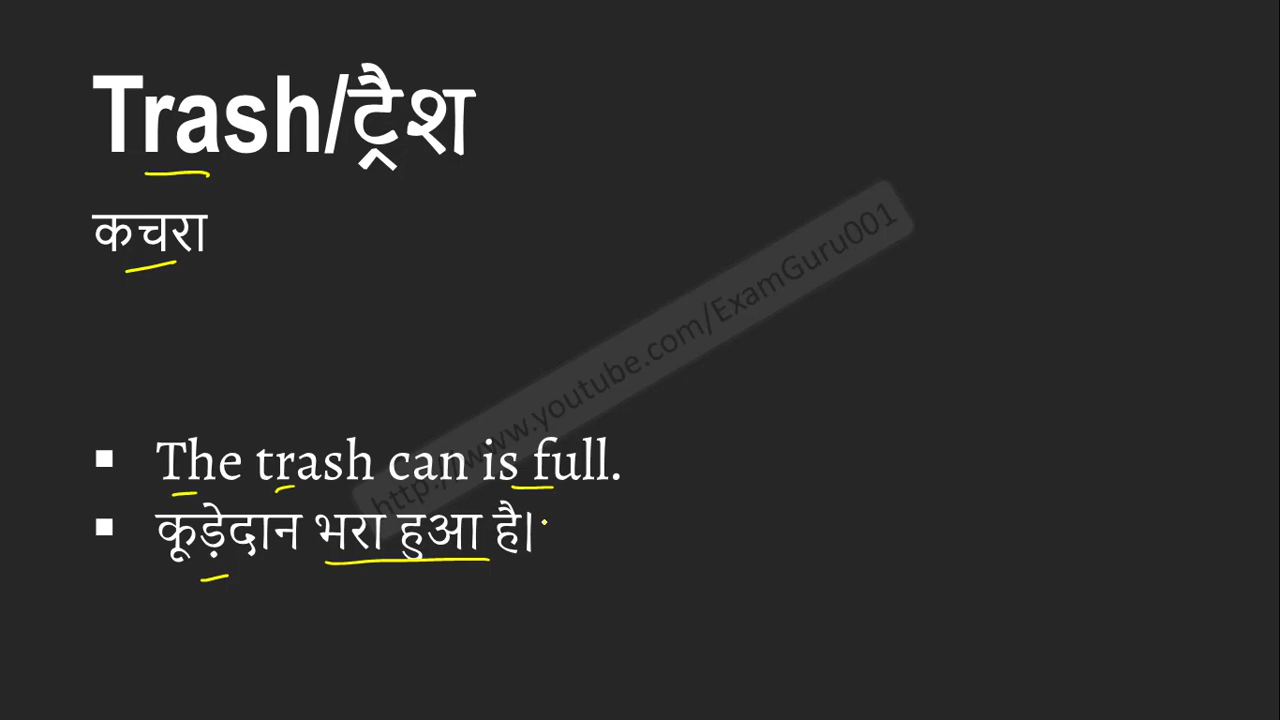 Trash/ट्रैश
कचरा
http://www.youtube.com/ExamGuru001
The trash can is full.
कूड़ेदान भरा हुआ है।